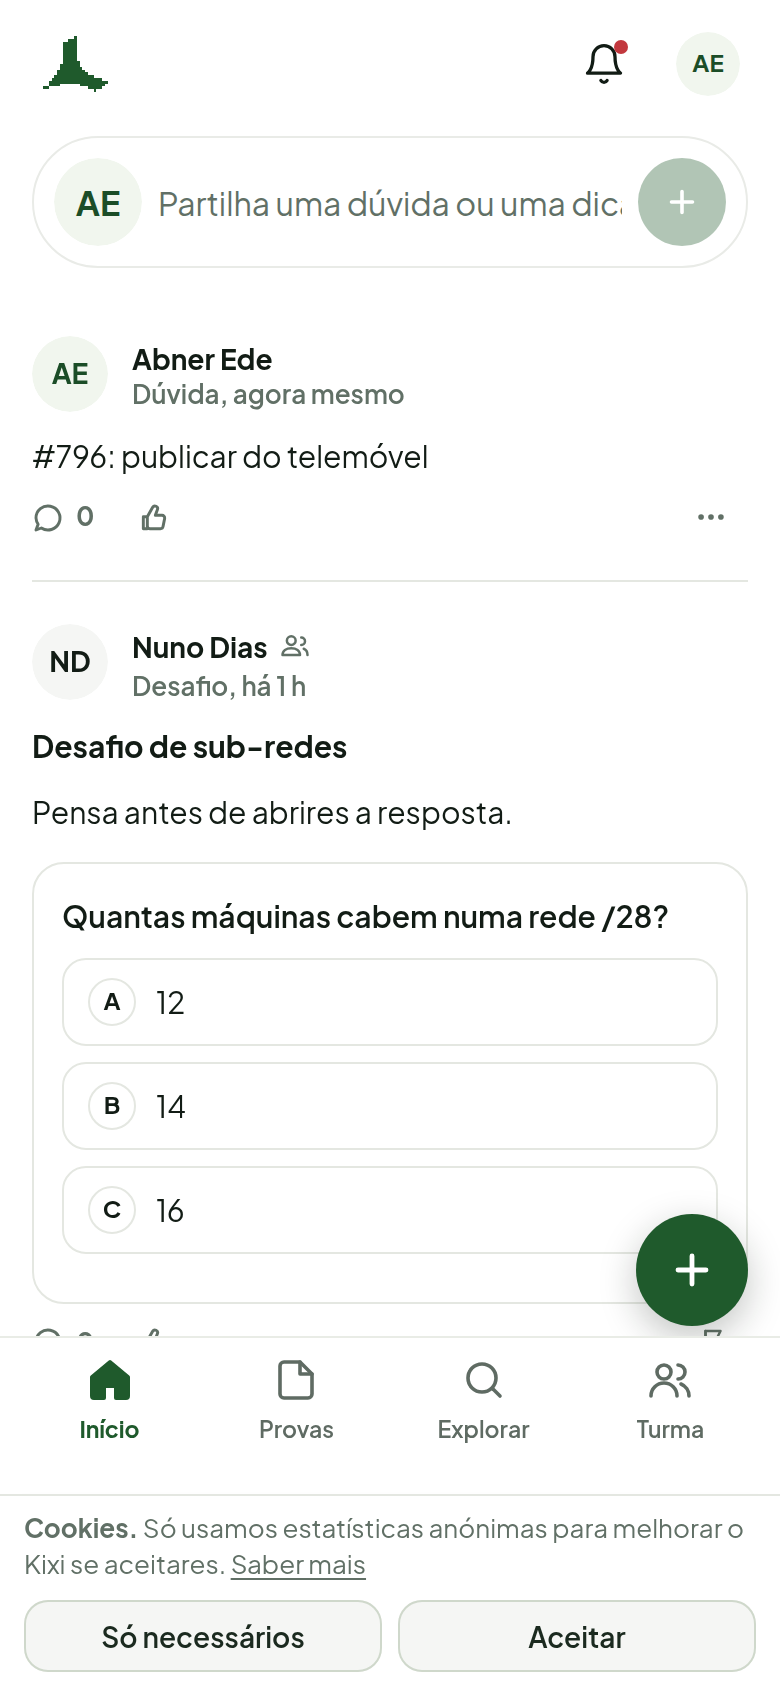 AE
AE
Partilha uma dúvida ou uma dica
AE
Abner Ede
Dúvida, agora mesmo
#796: publicar do telemóvel
0
ND
Nuno Dias
Desafio, há 1 h
Desafio de sub-redes
Pensa antes de abrires a resposta.
Quantas máquinas cabem numa rede /28?
A 12
B 14
C 16
Início
Provas
Explorar
Turma
Cookies. Só usamos estatísticas anónimas para melhorar o
Kixi se aceitares. Saber mais
Só necessários
Aceitar